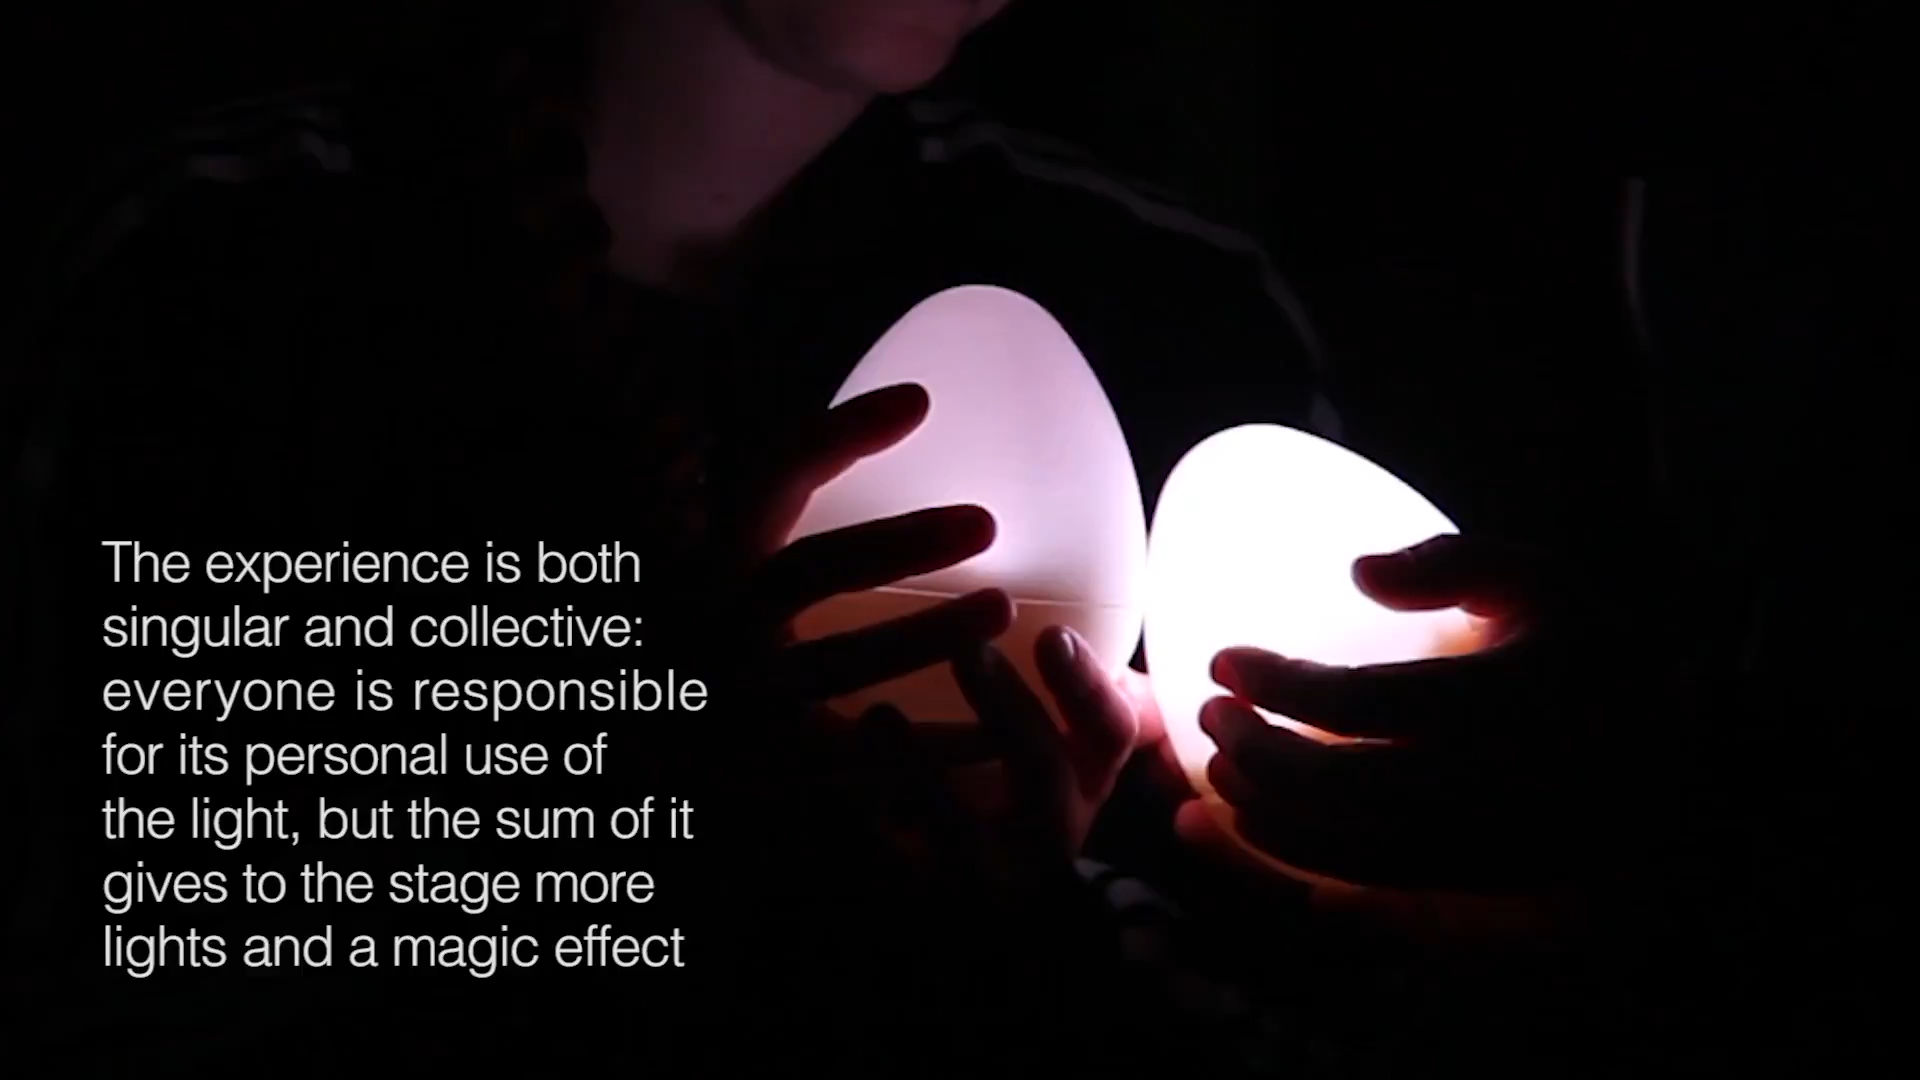 The experience is both
singular and collective:
everyone is responsible
for its personal use of
the light, but the sum of it
gives to the stage more
lights and a magic effect